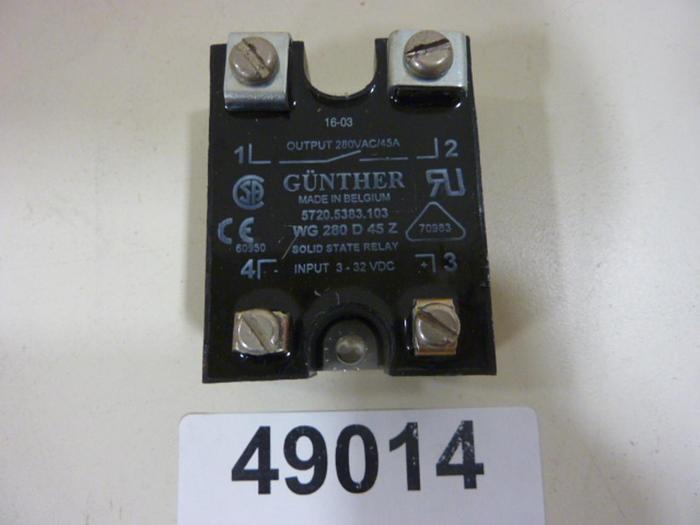 16-03
OUTPUT 280VAC/45A
1 2
GÜNTHER
MADE IN BELGIUM
5720.5383.103
WG 280 D 45 Z
70983
60950
SOLID STATE RELAY
4 - INPUT 3 - 32 VDC + 3
49014